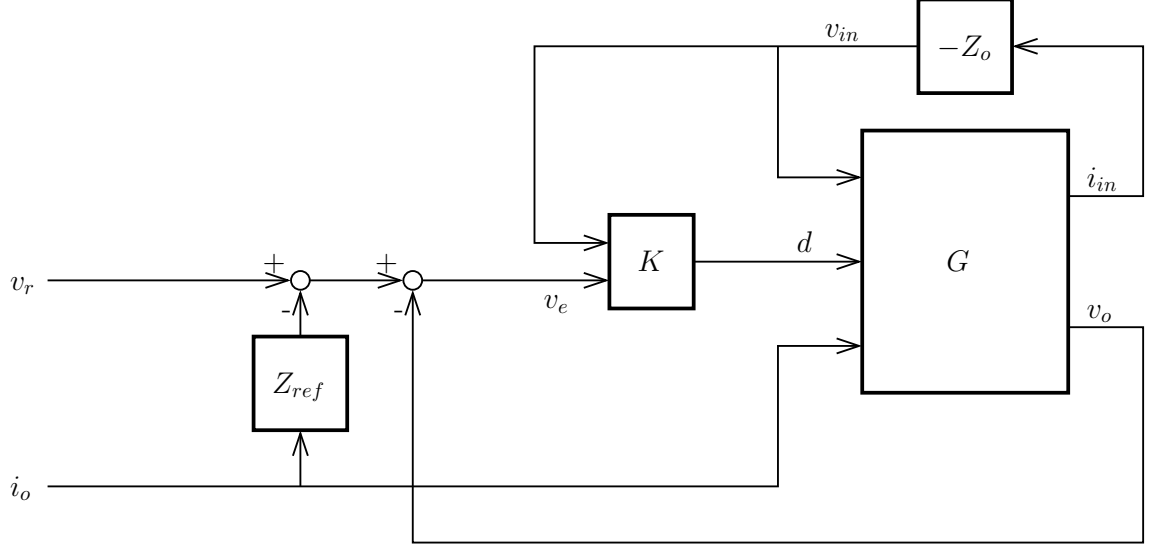 v_in
−Z_o
i_in
d
K
G
+
+
v_r
v_e
-
-
v_o
Z_ref
i_o